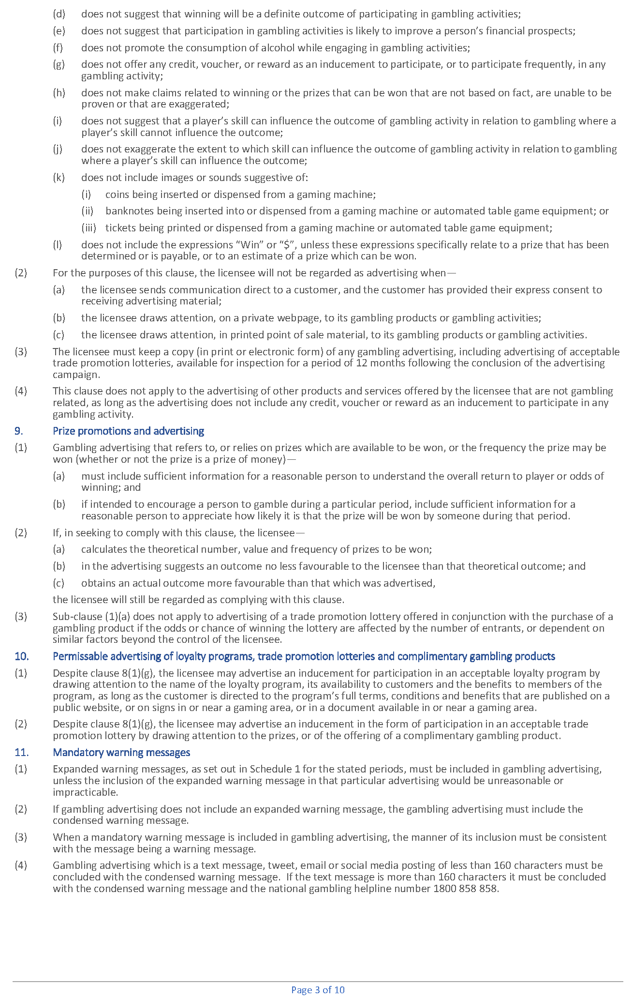 (d) does not suggest that winning will be a definite outcome of participating in gambling activities;
(e) does not suggest that participation in gambling activities is likely to improve a person’s financial prospects;
(f) does not promote the consumption of alcohol while engaging in gambling activities;
(g) does not offer any credit, voucher, or reward as an inducement to participate, or to participate frequently, in any
gambling activity;
(h) does not make claims related to winning or the prizes that can be won that are not based on fact, are unable to be
proven or that are exaggerated;
(i) does not suggest that a player’s skill can influence the outcome of gambling activity in relation to gambling where a
player’s skill cannot influence the outcome;
(j) does not exaggerate the extent to which skill can influence the outcome of gambling activity in relation to gambling
where a player’s skill can influence the outcome;
(k) does not include images or sounds suggestive of:
(i) coins being inserted or dispensed from a gaming machine;
(ii) banknotes being inserted into or dispensed from a gaming machine or automated table game equipment; or
(iii) tickets being printed or dispensed from a gaming machine or automated table game equipment;
(l) does not include the expressions “Win” or “$”, unless these expressions specifically relate to a prize that has been
determined or is payable, or to an estimate of a prize which can be won.
(2) For the purposes of this clause, the licensee will not be regarded as advertising when—
(a) the licensee sends communication direct to a customer, and the customer has provided their express consent to
receiving advertising material;
(b) the licensee draws attention, on a private webpage, to its gambling products or gambling activities;
(c) the licensee draws attention, in printed point of sale material, to its gambling products or gambling activities.
(3) The licensee must keep a copy (in print or electronic form) of any gambling advertising, including advertising of acceptable
trade promotion lotteries, available for inspection for a period of 12 months following the conclusion of the advertising
campaign.
(4) This clause does not apply to the advertising of other products and services offered by the licensee that are not gambling
related, as long as the advertising does not include any credit, voucher or reward as an inducement to participate in any
gambling activity.
9. Prize promotions and advertising
(1) Gambling advertising that refers to, or relies on prizes which are available to be won, or the frequency the prize may be
won (whether or not the prize is a prize of money)—
(a) must include sufficient information for a reasonable person to understand the overall return to player or odds of
winning; and
(b) if intended to encourage a person to gamble during a particular period, include sufficient information for a
reasonable person to appreciate how likely it is that the prize will be won by someone during that period.
(2) If, in seeking to comply with this clause, the licensee—
(a) calculates the theoretical number, value and frequency of prizes to be won;
(b) in the advertising suggests an outcome no less favourable to the licensee than that theoretical outcome; and
(c) obtains an actual outcome more favourable than that which was advertised,
the licensee will still be regarded as complying with this clause.
(3) Sub-clause (1)(a) does not apply to advertising of a trade promotion lottery offered in conjunction with the purchase of a
gambling product if the odds or chance of winning the lottery are affected by the number of entrants, or dependent on
similar factors beyond the control of the licensee.
10. Permissable advertising of loyalty programs, trade promotion lotteries and complimentary gambling products
(1) Despite clause 8(1)(g), the licensee may advertise an inducement for participation in an acceptable loyalty program by
drawing attention to the name of the loyalty program, its availability to customers and the benefits to members of the
program, as long as the customer is directed to the program’s full terms, conditions and benefits that are published on a
public website, or on signs in or near a gaming area, or in a document available in or near a gaming area.
(2) Despite clause 8(1)(g), the licensee may advertise an inducement in the form of participation in an acceptable trade
promotion lottery by drawing attention to the prizes, or of the offering of a complimentary gambling product.
11. Mandatory warning messages
(1) Expanded warning messages, as set out in Schedule 1 for the stated periods, must be included in gambling advertising,
unless the inclusion of the expanded warning message in that particular advertising would be unreasonable or
impracticable.
(2) If gambling advertising does not include an expanded warning message, the gambling advertising must include the
condensed warning message.
(3) When a mandatory warning message is included in gambling advertising, the manner of its inclusion must be consistent
with the message being a warning message.
(4) Gambling advertising which is a text message, tweet, email or social media posting of less than 160 characters must be
concluded with the condensed warning message.  If the text message is more than 160 characters it must be concluded
with the condensed warning message and the national gambling helpline number 1800 858 858.
Page 3 of 10